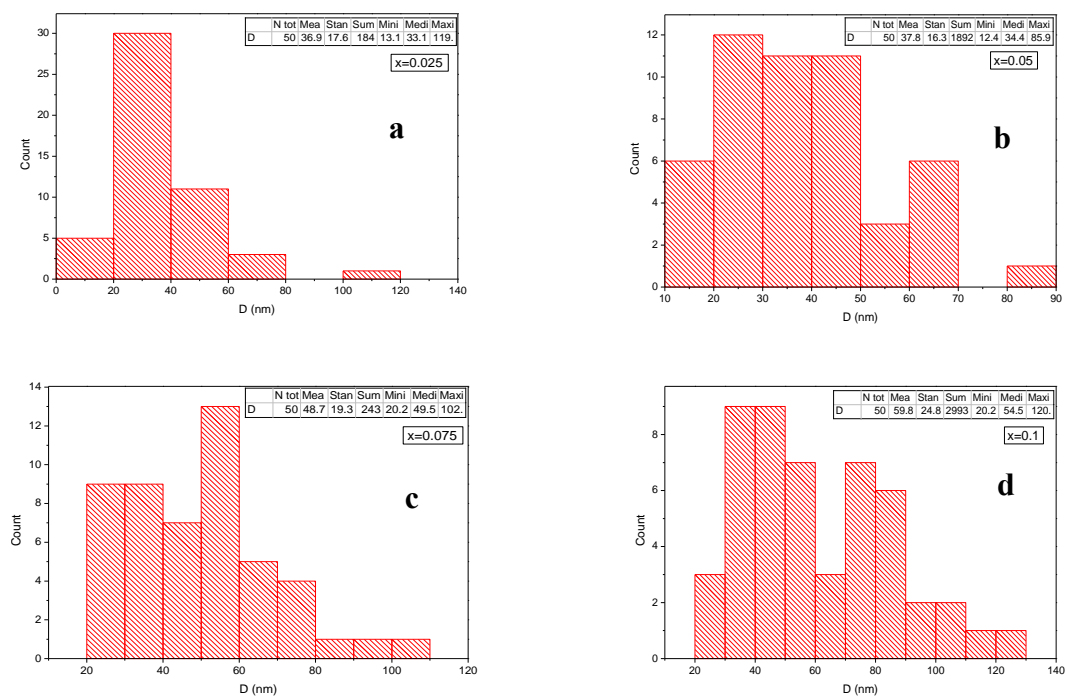 N tot Mea Stan Sum Mini Medi Maxi
D 50 36.9 17.6 184 13.1 33.1 119.
x=0.025
a
30
25
20
15
10
5
0
Count
0 20 40 60 80 100 120 140
D (nm)
N tot Mea Stan Sum Mini Medi Maxi
D 50 37.8 16.3 1892 12.4 34.4 85.9
x=0.05
b
12
10
8
6
4
2
0
Count
10 20 30 40 50 60 70 80 90
D (nm)
N tot Mea Stan Sum Mini Medi Maxi
D 50 48.7 19.3 243 20.2 49.5 102.
x=0.075
c
14
12
10
8
6
4
2
0
Count
20 40 60 80 100 120
D (nm)
N tot Mea Stan Sum Mini Medi Maxi
D 50 59.8 24.8 2993 20.2 54.5 120.
x=0.1
d
8
6
4
2
0
Count
20 40 60 80 100 120 140
D (nm)